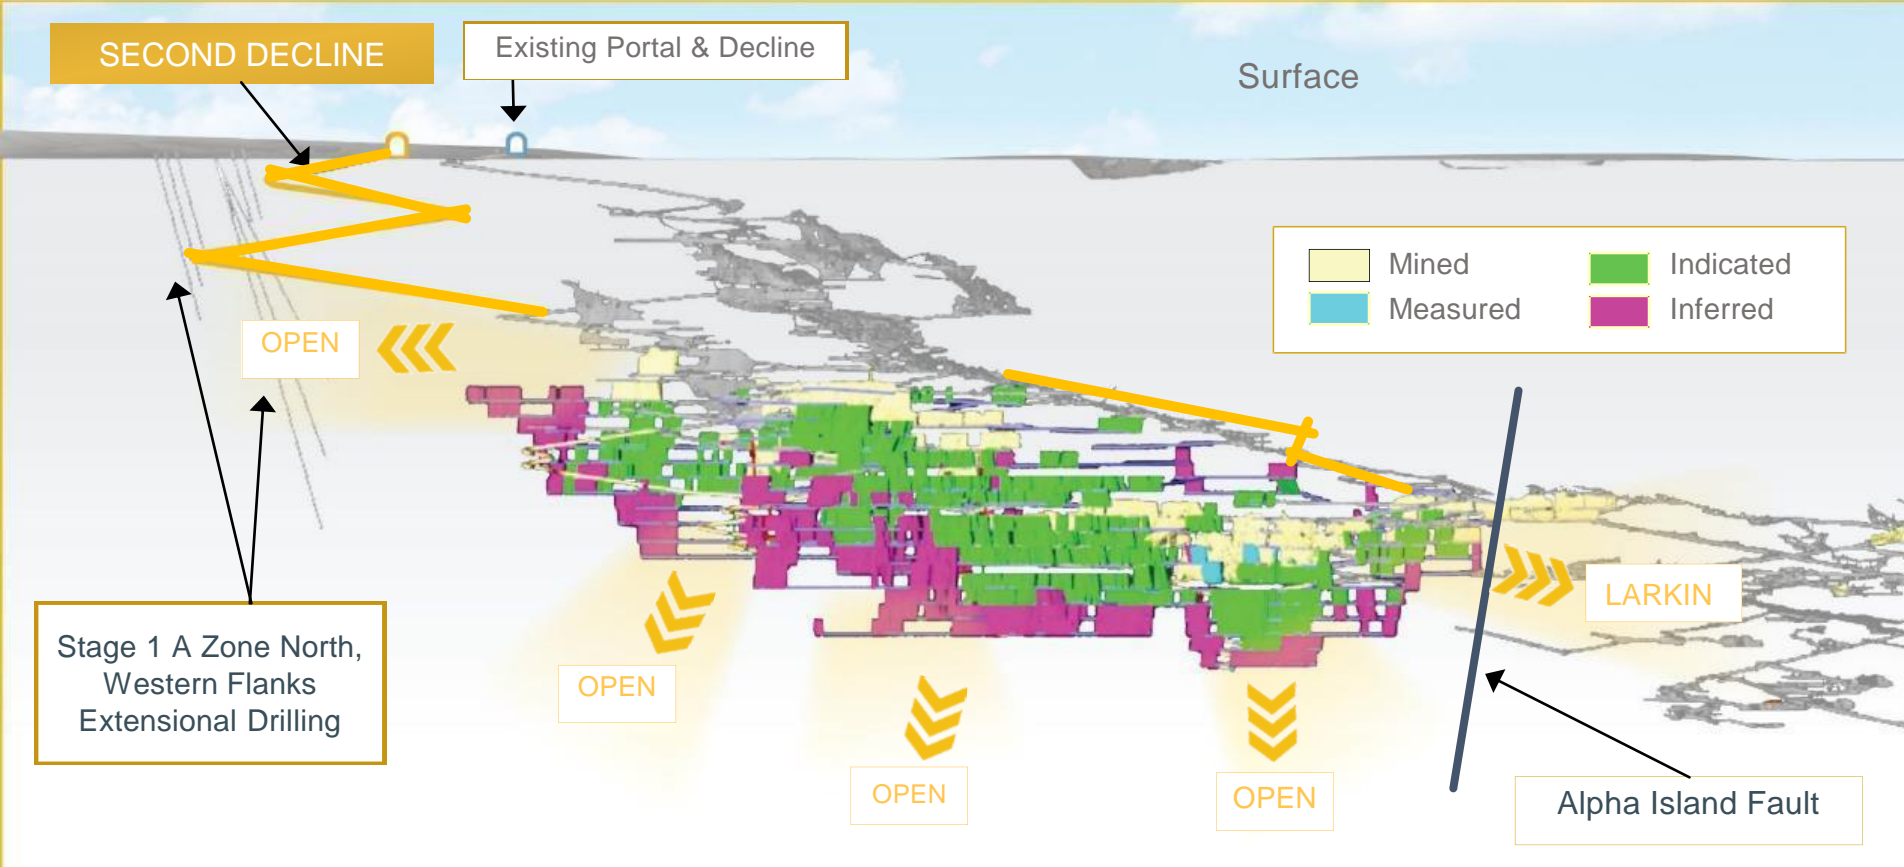 SECOND DECLINE
Existing Portal & Decline
Surface
Mined
Indicated
Measured
Inferred
OPEN
LARKIN
Stage 1 A Zone North,
Western Flanks
Extensional Drilling
OPEN
OPEN
OPEN
Alpha Island Fault